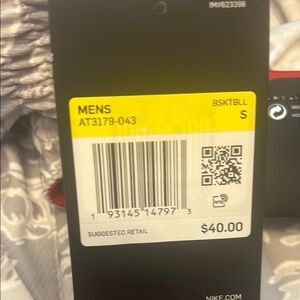 IM#623398
MENS
AT3179-043
BSKTBLL
S
1 93145 14797 3
SUGGESTED RETAIL
$40.00
NIKE.COM